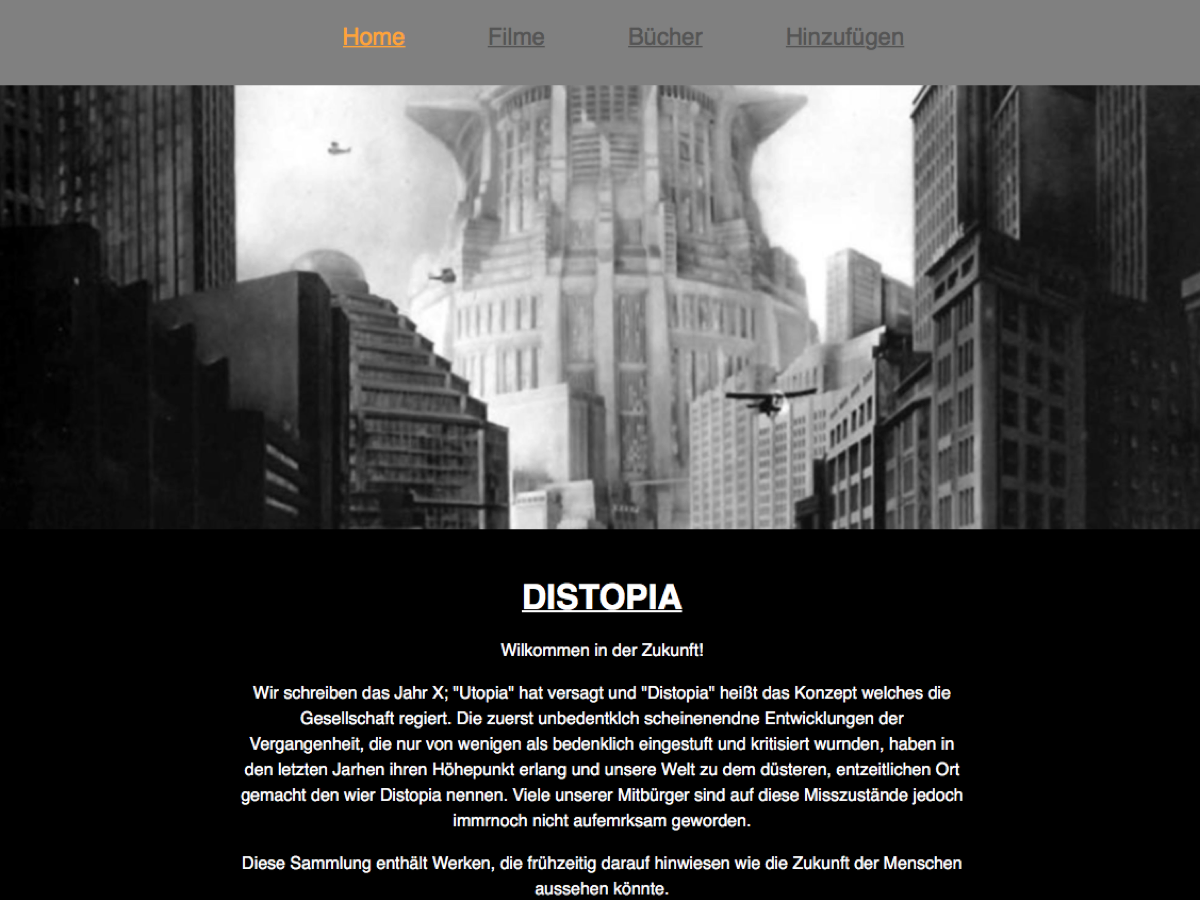 Home Filme Bücher Hinzufügen
DISTOPIA
Wilkommen in der Zukunft!
Wir schreiben das Jahr X; "Utopia" hat versagt und "Distopia" heißt das Konzept welches die
Gesellschaft regiert. Die zuerst unbedentklch scheinenendne Entwicklungen der
Vergangenheit, die nur von wenigen als bedenklich eingestuft und kritisiert wurnden, haben in
den letzten Jarhen ihren Höhepunkt erlang und unsere Welt zu dem düsteren, entzeitlichen Ort
gemacht den wier Distopia nennen. Viele unserer Mitbürger sind auf diese Misszustände jedoch
immrnoch nicht aufemrksam geworden.
Diese Sammlung enthält Werken, die frühzeitig darauf hinwiesen wie die Zukunft der Menschen
aussehen könnte.